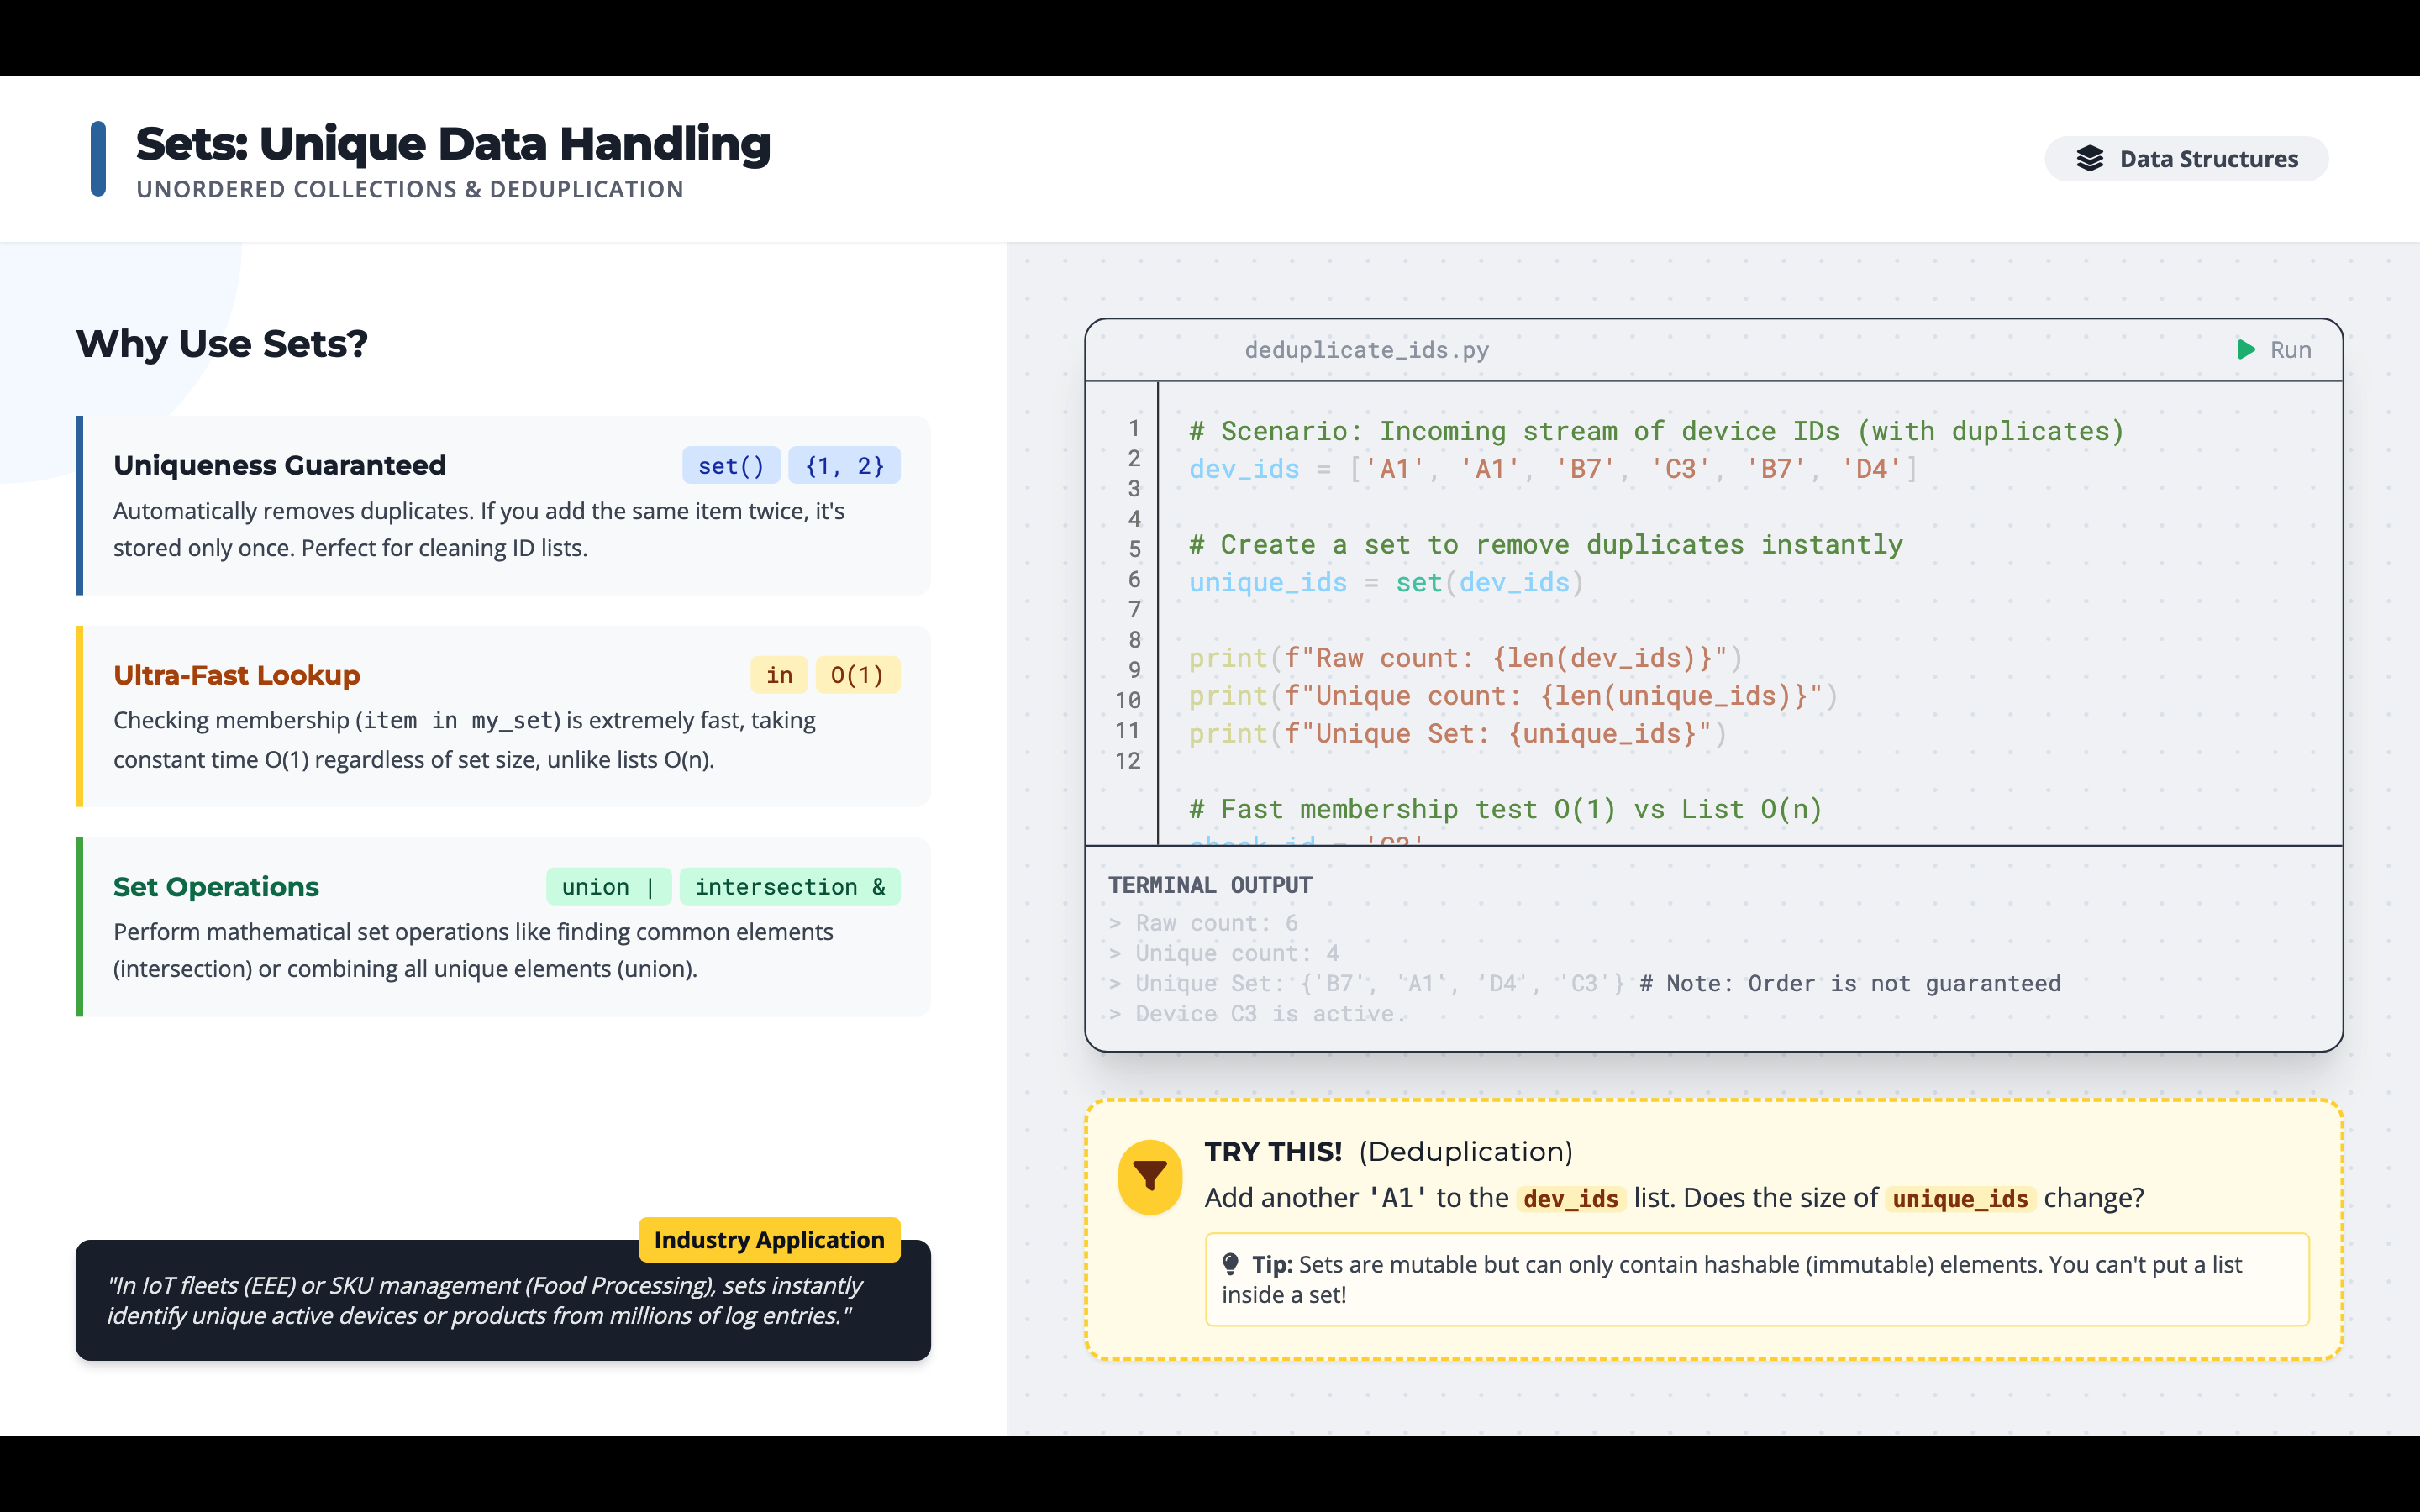 Sets: Unique Data Handling
UNORDERED COLLECTIONS & DEDUPLICATION
Data Structures
Why Use Sets?
Uniqueness Guaranteed
set() {1, 2}
Automatically removes duplicates. If you add the same item twice, it's
stored only once. Perfect for cleaning ID lists.
Ultra-Fast Lookup
in O(1)
Checking membership (item in my_set) is extremely fast, taking
constant time O(1) regardless of set size, unlike lists O(n).
Set Operations
union | intersection &
Perform mathematical set operations like finding common elements
(intersection) or combining all unique elements (union).
Industry Application
"In IoT fleets (EEE) or SKU management (Food Processing), sets instantly
identify unique active devices or products from millions of log entries."
deduplicate_ids.py
Run
1
2
3
4
5
6
7
8
9
10
11
12
# Scenario: Incoming stream of device IDs (with duplicates)
dev_ids = ['A1', 'A1', 'B7', 'C3', 'B7', 'D4']
# Create a set to remove duplicates instantly
unique_ids = set(dev_ids)
print(f"Raw count: {len(dev_ids)}")
print(f"Unique count: {len(unique_ids)}")
print(f"Unique Set: {unique_ids}")
# Fast membership test O(1) vs List O(n)
check_id = 'C3'
TERMINAL OUTPUT
> Raw count: 6
> Unique count: 4
> Unique Set: {'B7', 'A1', 'D4', 'C3'} # Note: Order is not guaranteed
> Device C3 is active.
TRY THIS! (Deduplication)
Add another 'A1' to the dev_ids list. Does the size of unique_ids change?
Tip: Sets are mutable but can only contain hashable (immutable) elements. You can't put a list
inside a set!